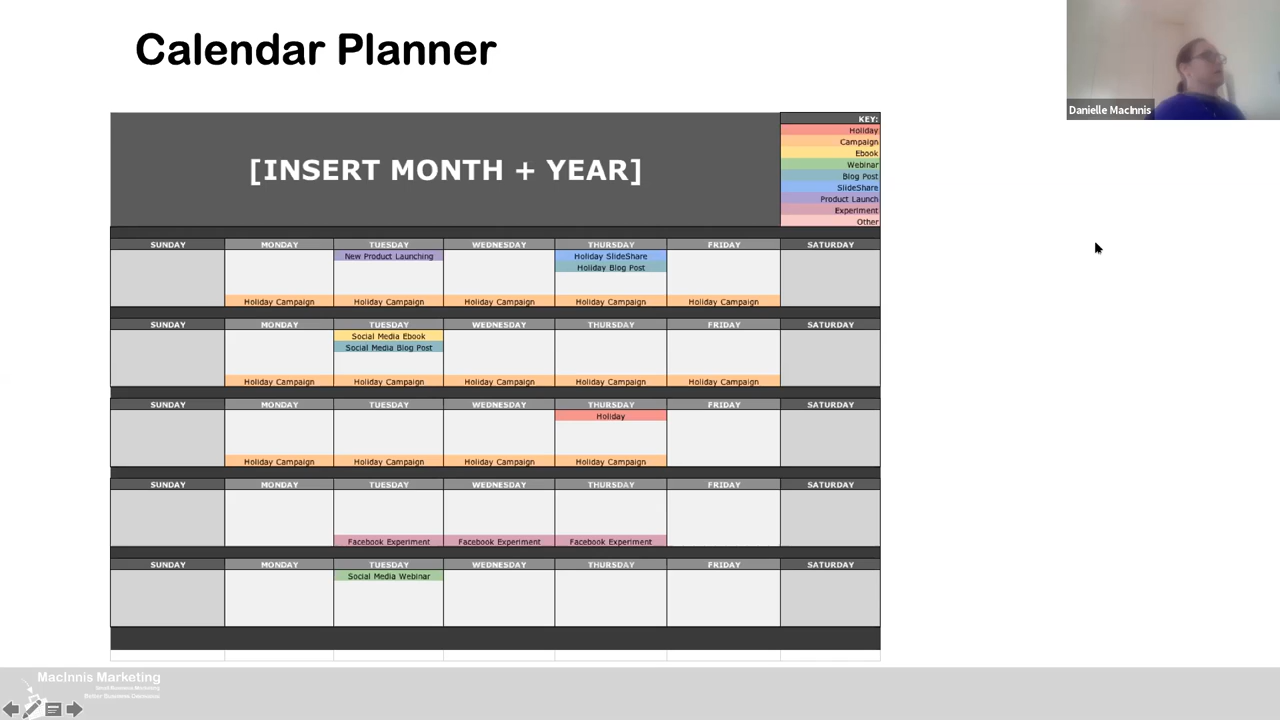 Calendar Planner
Danielle MacInnis
[INSERT MONTH + YEAR]
KEY:
Holiday
Campaign
Ebook
Webinar
Blog Post
SlideShare
Product Launch
Experiment
Other
SUNDAY MONDAY TUESDAY WEDNESDAY THURSDAY FRIDAY SATURDAY
New Product Launching Holiday SlideShare
Holiday Blog Post
Holiday Campaign Holiday Campaign Holiday Campaign Holiday Campaign Holiday Campaign
SUNDAY MONDAY TUESDAY WEDNESDAY THURSDAY FRIDAY SATURDAY
Social Media Ebook
Social Media Blog Post
Holiday Campaign Holiday Campaign Holiday Campaign Holiday Campaign Holiday Campaign
SUNDAY MONDAY TUESDAY WEDNESDAY THURSDAY FRIDAY SATURDAY
Holiday
Holiday Campaign Holiday Campaign Holiday Campaign Holiday Campaign
SUNDAY MONDAY TUESDAY WEDNESDAY THURSDAY FRIDAY SATURDAY
Facebook Experiment Facebook Experiment Facebook Experiment
SUNDAY MONDAY TUESDAY WEDNESDAY THURSDAY FRIDAY SATURDAY
Social Media Webinar
MacInnis Marketing
Small Business Marketing
Better Business